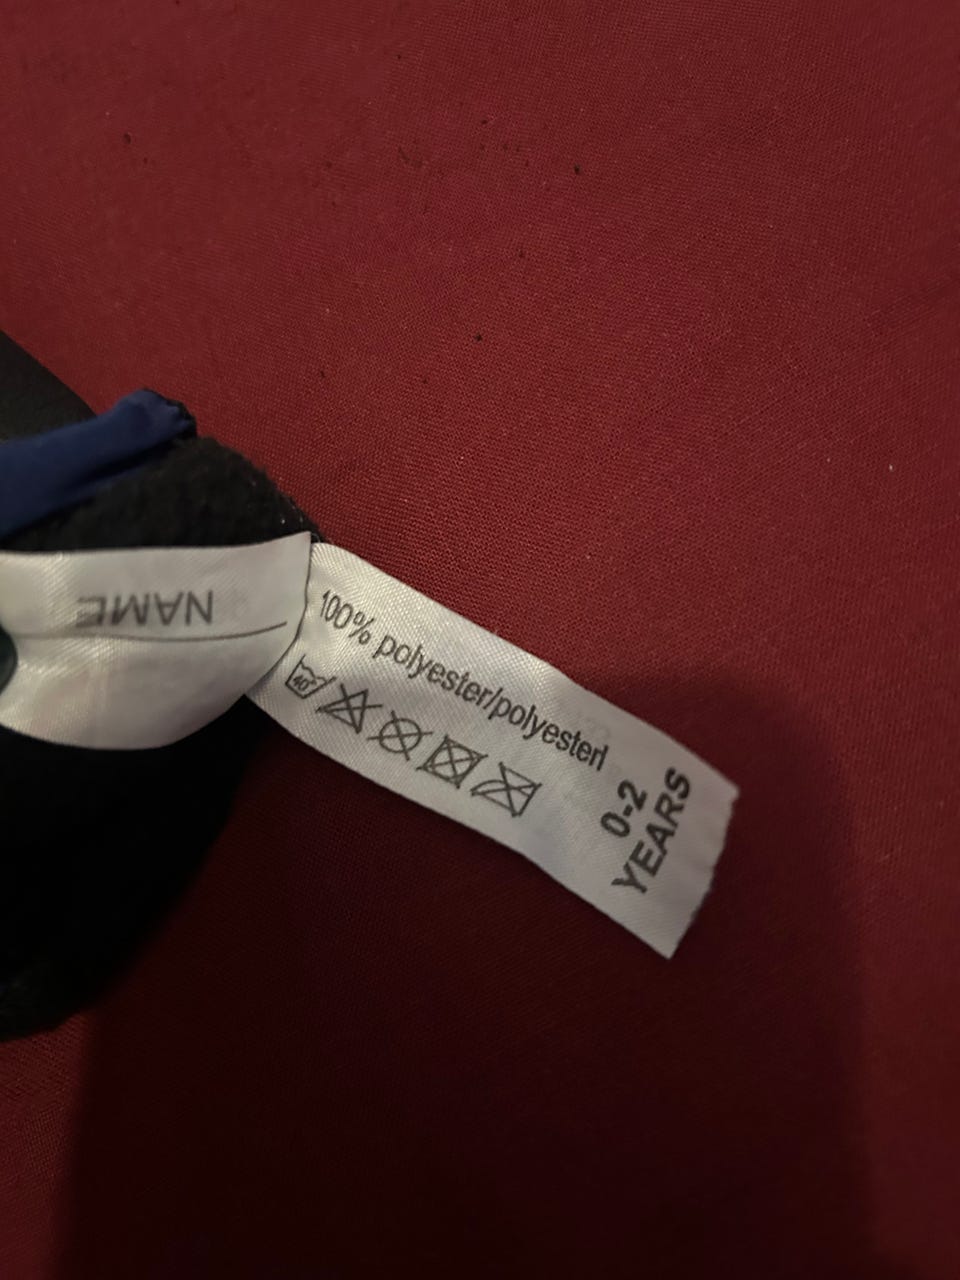 NAME
100% polyester/polyesterl
40°
0-2
YEARS